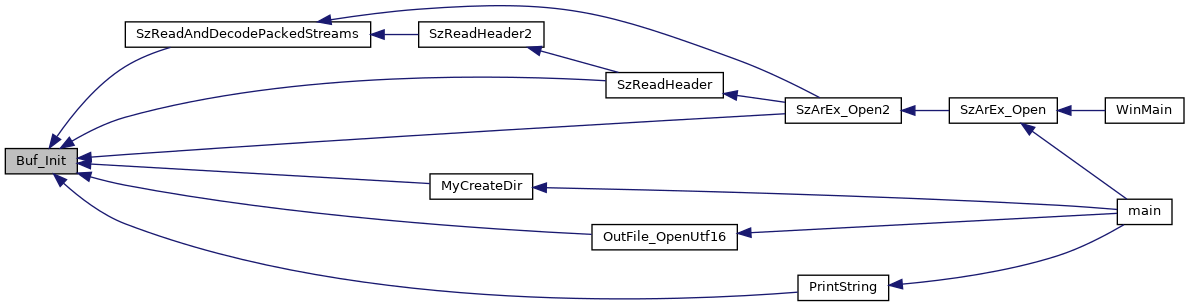 SzReadAndDecodePackedStreams
SzReadHeader2
SzReadHeader
SzArEx_Open2
SzArEx_Open
WinMain
Buf_Init
MyCreateDir
main
OutFile_OpenUtf16
PrintString